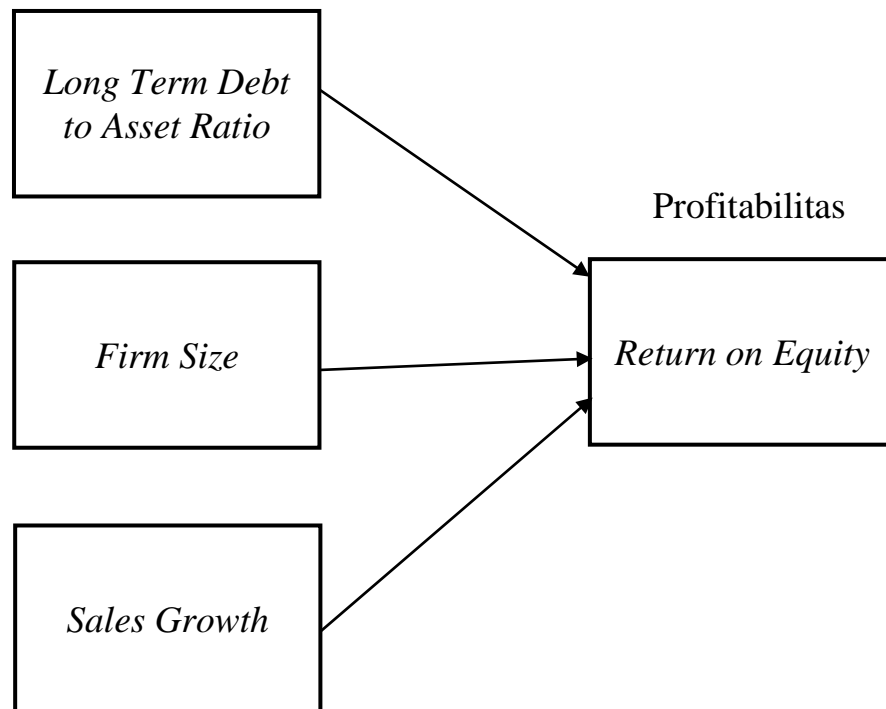 Long Term Debt
to Asset Ratio
Profitabilitas
Firm Size
Return on Equity
Sales Growth